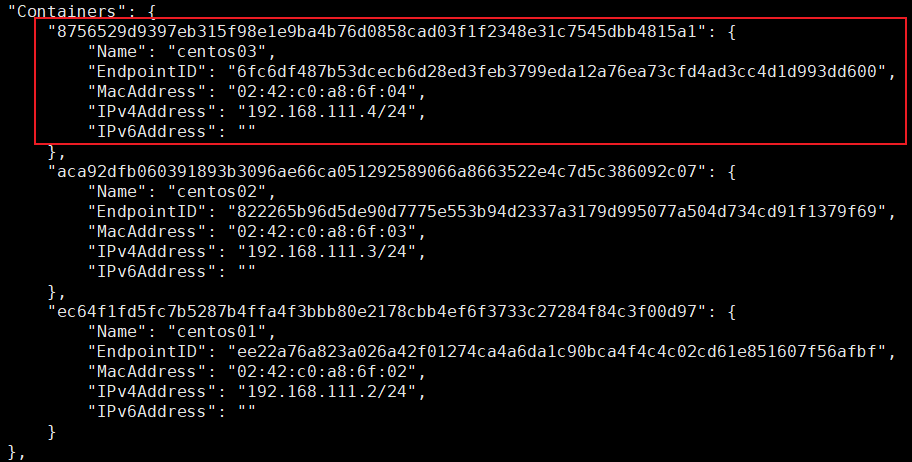 "Containers": {
"8756529d9397eb315f98e1e9ba4b76d0858cad03f1f2348e31c7545dbb4815a1": {
"Name": "centos03",
"EndpointID": "6fc6df487b53dcecb6d28ed3feb3799eda12a76ea73cfd4ad3cc4d1d993dd600",
"MacAddress": "02:42:c0:a8:6f:04",
"IPv4Address": "192.168.111.4/24",
"IPv6Address": ""
},
"aca92dfb060391893b3096ae66ca051292589066a8663522e4c7d5c386092c07": {
"Name": "centos02",
"EndpointID": "822265b96d5de90d7775e553b94d2337a3179d995077a504d734cd91f1379f69",
"MacAddress": "02:42:c0:a8:6f:03",
"IPv4Address": "192.168.111.3/24",
"IPv6Address": ""
},
"ec64f1fd5fc7b5287b4ffa4f3bbb80e2178cbb4ef6f3733c27284f84c3f00d97": {
"Name": "centos01",
"EndpointID": "ee22a76a823a026a42f01274ca4a6da1c90bca4f4c4c02cd61e851607f56afbf",
"MacAddress": "02:42:c0:a8:6f:02",
"IPv4Address": "192.168.111.2/24",
"IPv6Address": ""
}
},